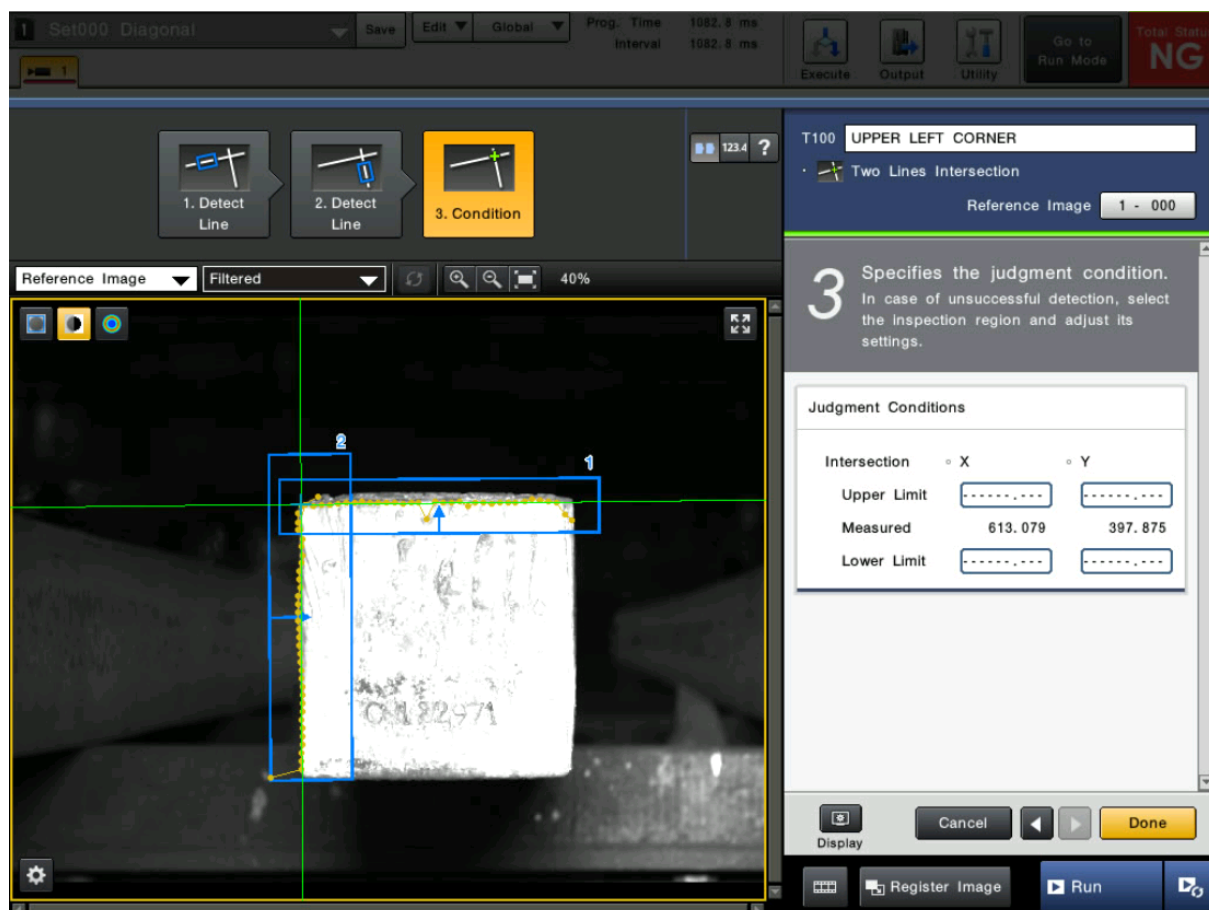 1 Set000 Diagonal
Save
Edit
Global
Prog. Time 1082.8 ms
Interval 1082.8 ms
Execute
Output
Utility
Go to
Run Mode
Total Statu
NG
1
1. Detect
Line
2. Detect
Line
3. Condition
123.4
?
T100 UPPER LEFT CORNER
Two Lines Intersection
Reference Image 1 - 000
Reference Image
Filtered
40%
3
Specifies the judgment condition.
In case of unsuccessful detection, select
the inspection region and adjust its
settings.
Judgment Conditions
Intersection X Y
Upper Limit ------.--- ------.---
Measured 613.079 397.875
Lower Limit ------.--- ------.---
2
1
Display
Cancel
Done
Register Image
Run